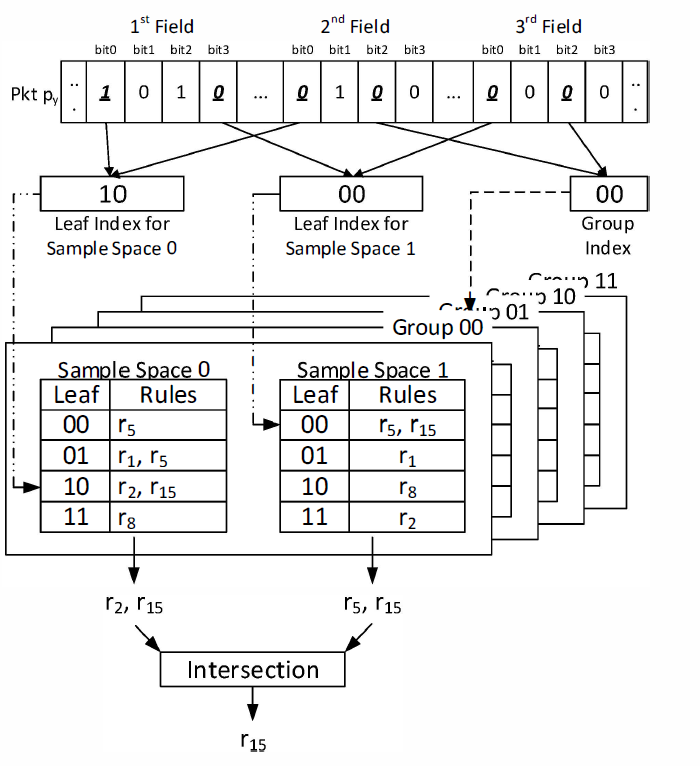 1st Field 2nd Field 3rd Field
bit0 bit1 bit2 bit3 bit0 bit1 bit2 bit3 bit0 bit1 bit2 bit3
Pkt py ... 1 0 1 0 ... 0 1 0 0 ... 0 0 0 0 ...
10 00 00
Leaf Index for Leaf Index for Group
Sample Space 0 Sample Space 1 Index
Group 11
Group 10
Group 01
Group 00
Sample Space 0 Sample Space 1
Leaf Rules Leaf Rules
00 r5 00 r5, r15
01 r1, r5 01 r1
10 r2, r15 10 r8
11 r8 11 r2
r2, r15 r5, r15
Intersection
r15